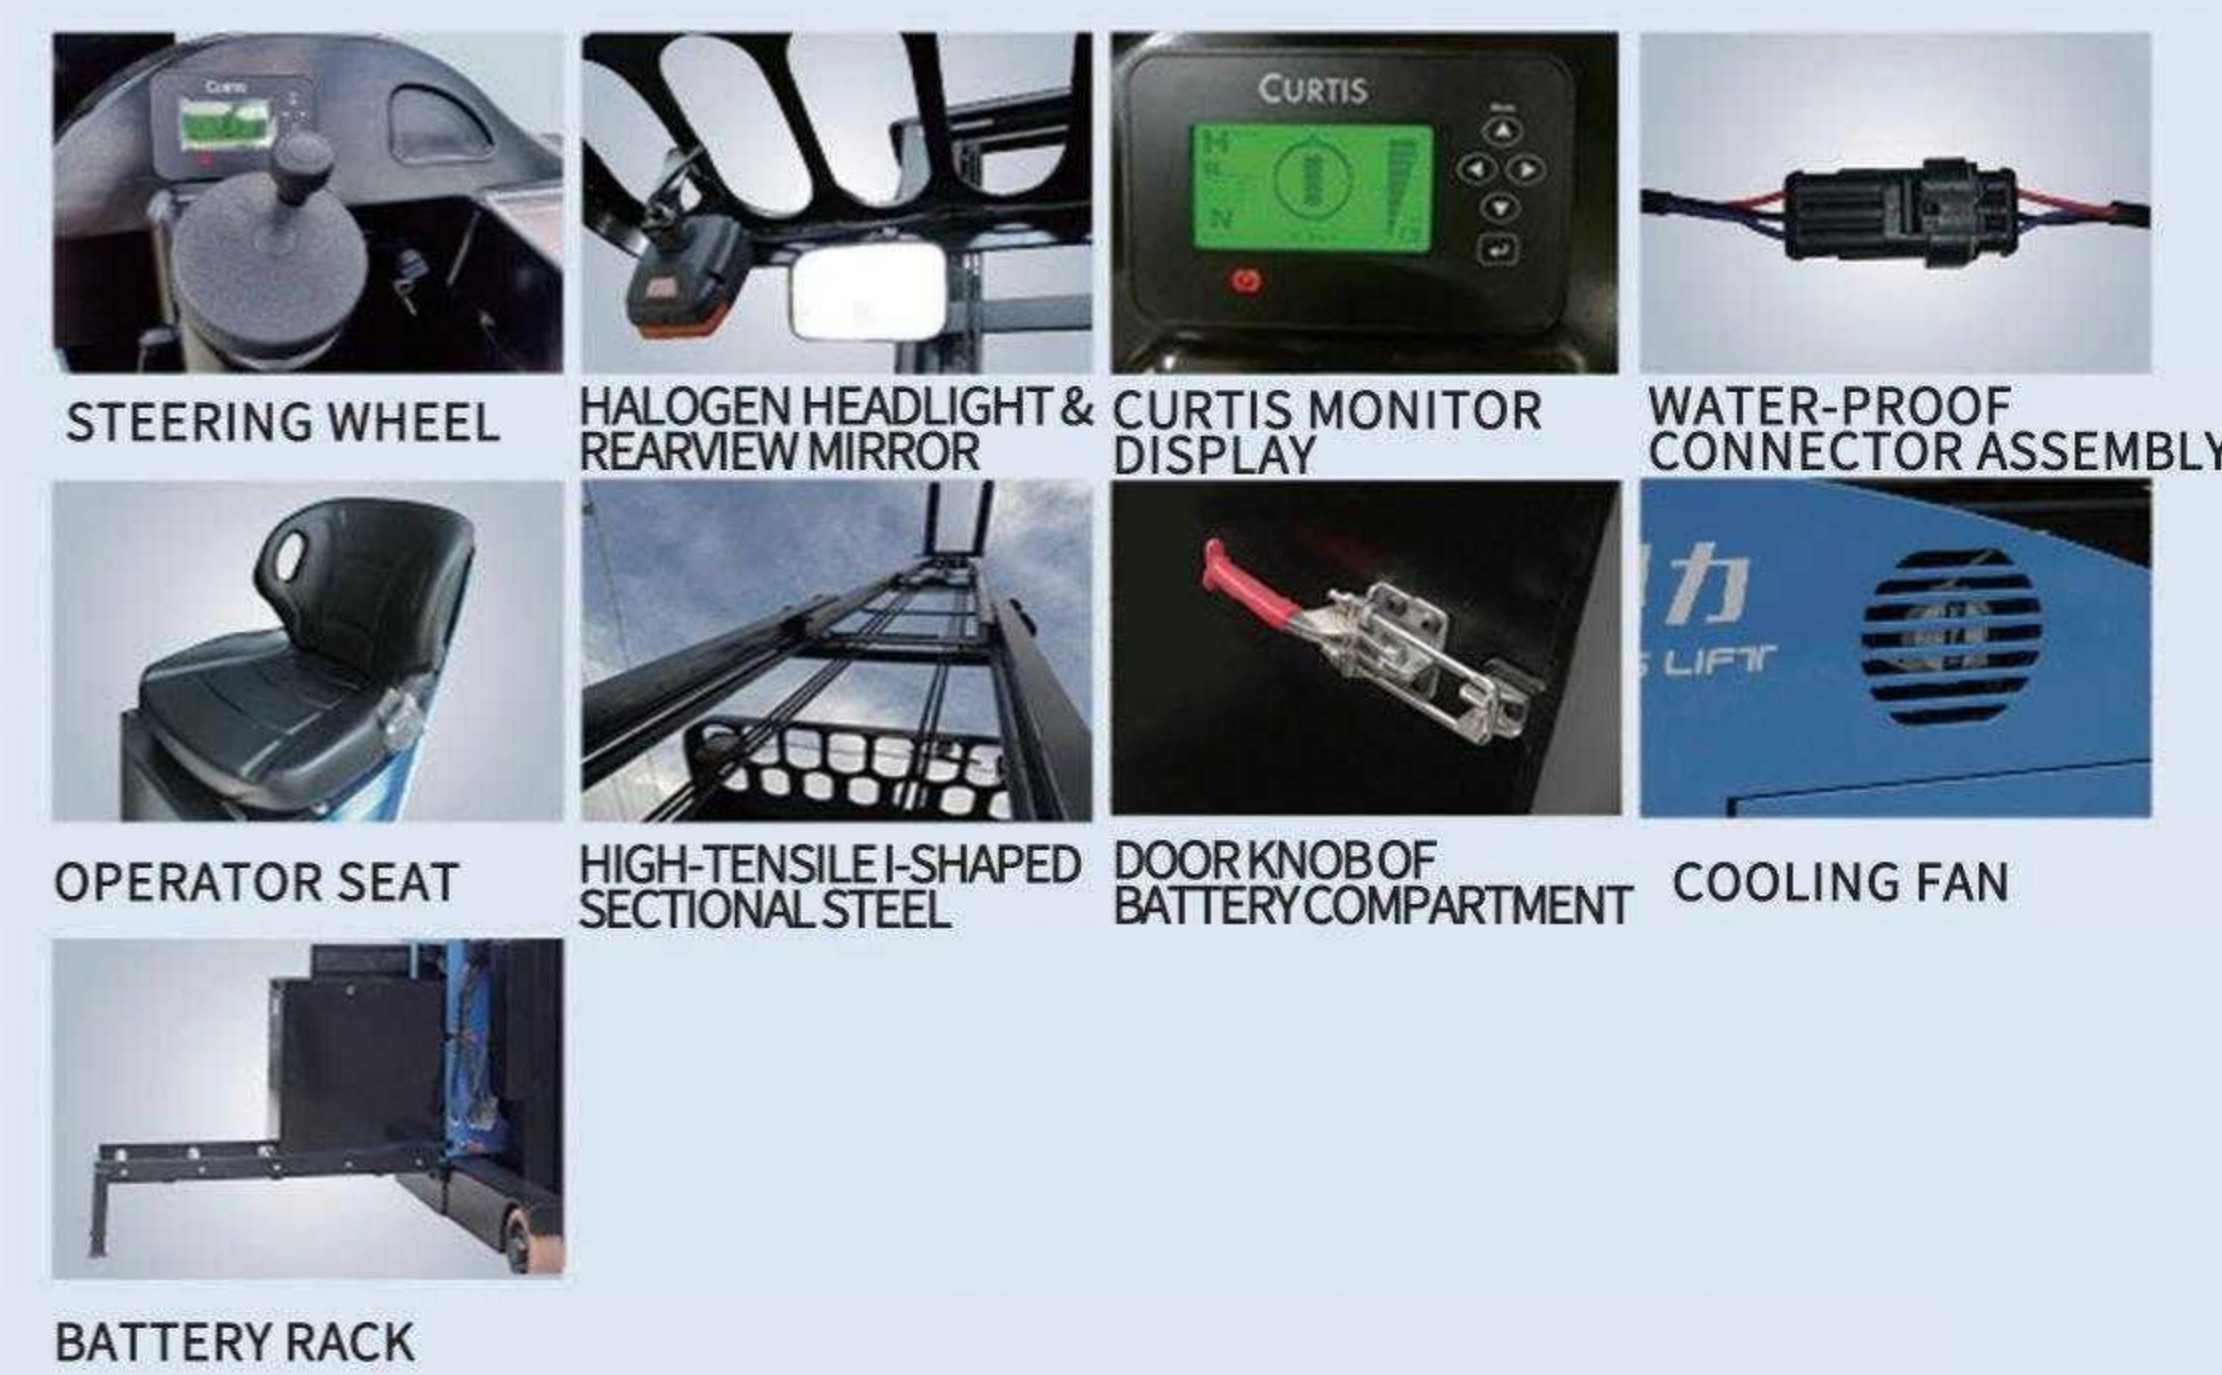 CURTIS
CURTIS
STEERING WHEEL
HALOGEN HEADLIGHT &
REARVIEW MIRROR
CURTIS MONITOR
DISPLAY
WATER-PROOF
CONNECTOR ASSEMBLY
力
LIFT
OPERATOR SEAT
HIGH-TENSILE I-SHAPED
SECTIONAL STEEL
DOOR KNOB OF
BATTERY COMPARTMENT
COOLING FAN
BATTERY RACK